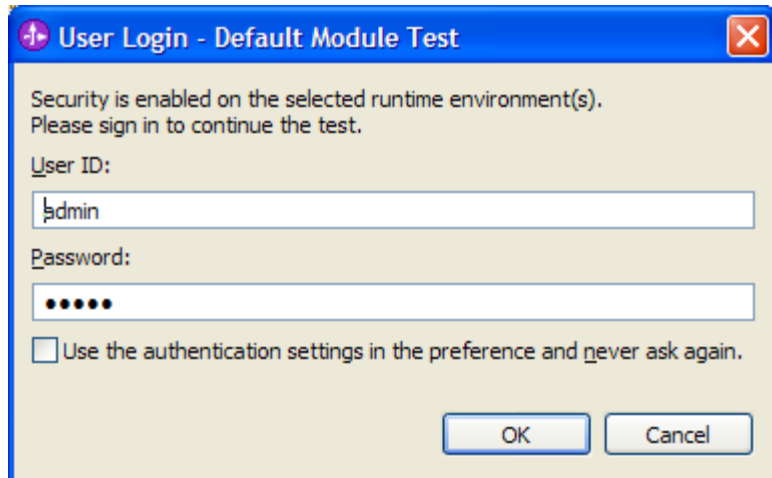 User Login - Default Module Test
Security is enabled on the selected runtime environment(s).
Please sign in to continue the test.
User ID:
admin
Password:
●●●●●
Use the authentication settings in the preference and never ask again.
OK Cancel